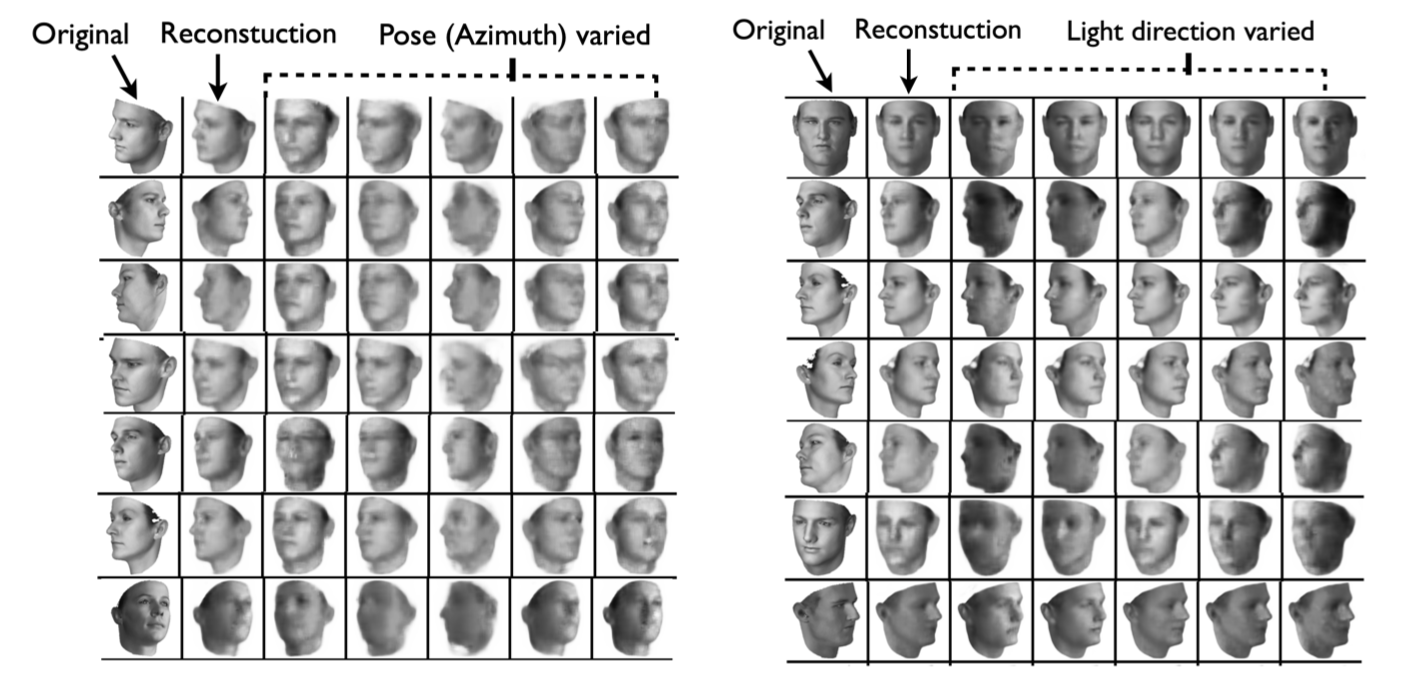 Original Reconstuction Pose (Azimuth) varied
Original Reconstuction Light direction varied